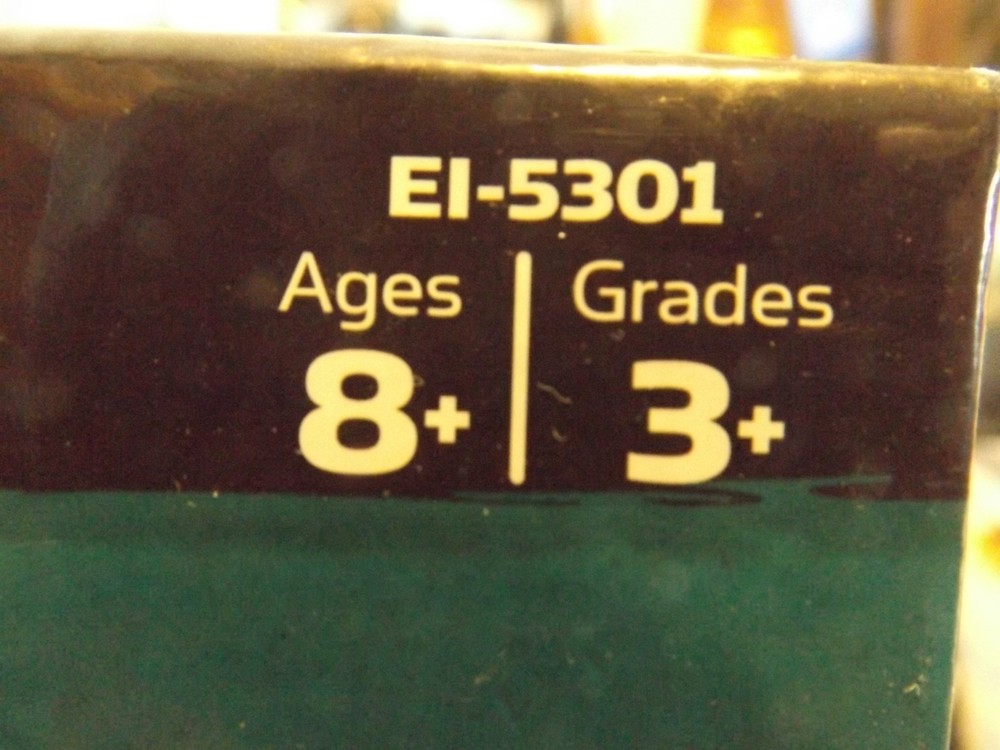 EI-5301
Ages | Grades
8+ | 3+